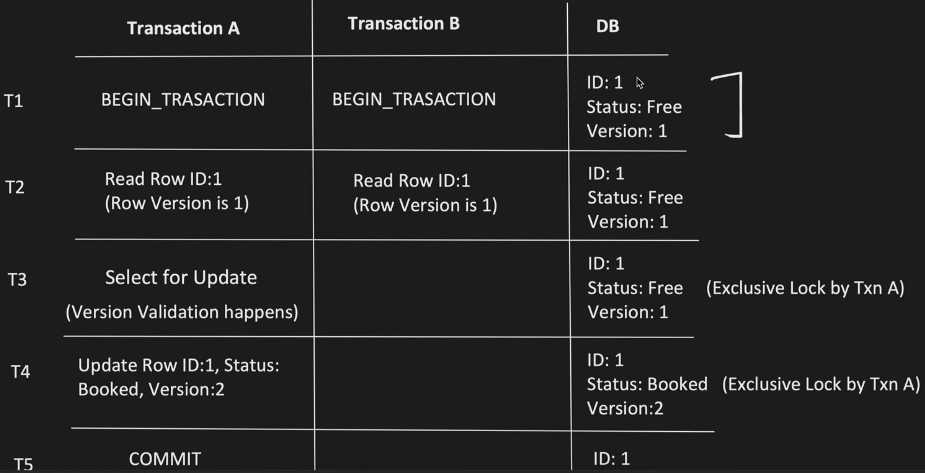 Transaction A
Transaction B
DB
T1
BEGIN_TRASACTION
BEGIN_TRASACTION
ID: 1
Status: Free
Version: 1
T2
Read Row ID:1
(Row Version is 1)
Read Row ID:1
(Row Version is 1)
ID: 1
Status: Free
Version: 1
T3
Select for Update
(Version Validation happens)
ID: 1
Status: Free (Exclusive Lock by Txn A)
Version: 1
T4
Update Row ID:1, Status:
Booked, Version:2
ID: 1
Status: Booked (Exclusive Lock by Txn A)
Version:2
T5
COMMIT
ID: 1